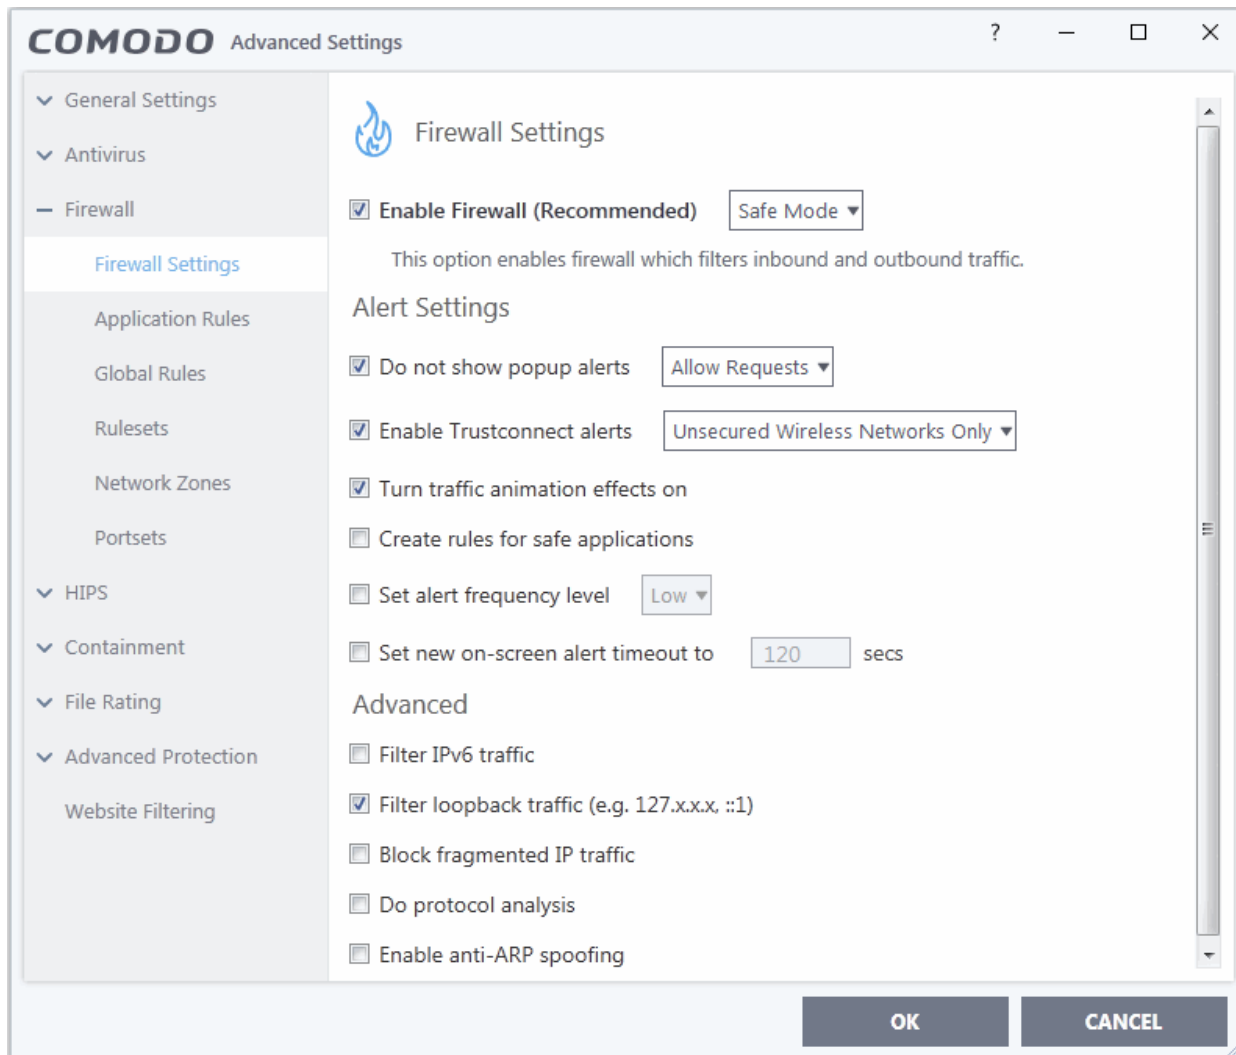 COMODO Advanced Settings ?
General Settings
Antivirus
Firewall
Firewall Settings
Application Rules
Global Rules
Rulesets
Network Zones
Portsets
HIPS
Containment
File Rating
Advanced Protection
Website Filtering
Firewall Settings
Enable Firewall (Recommended) Safe Mode
This option enables firewall which filters inbound and outbound traffic.
Alert Settings
Do not show popup alerts Allow Requests
Enable Trustconnect alerts Unsecured Wireless Networks Only
Turn traffic animation effects on
Create rules for safe applications
Set alert frequency level Low
Set new on-screen alert timeout to 120 secs
Advanced
Filter IPv6 traffic
Filter loopback traffic (e.g. 127.x.x.x, ::1)
Block fragmented IP traffic
Do protocol analysis
Enable anti-ARP spoofing
OK CANCEL